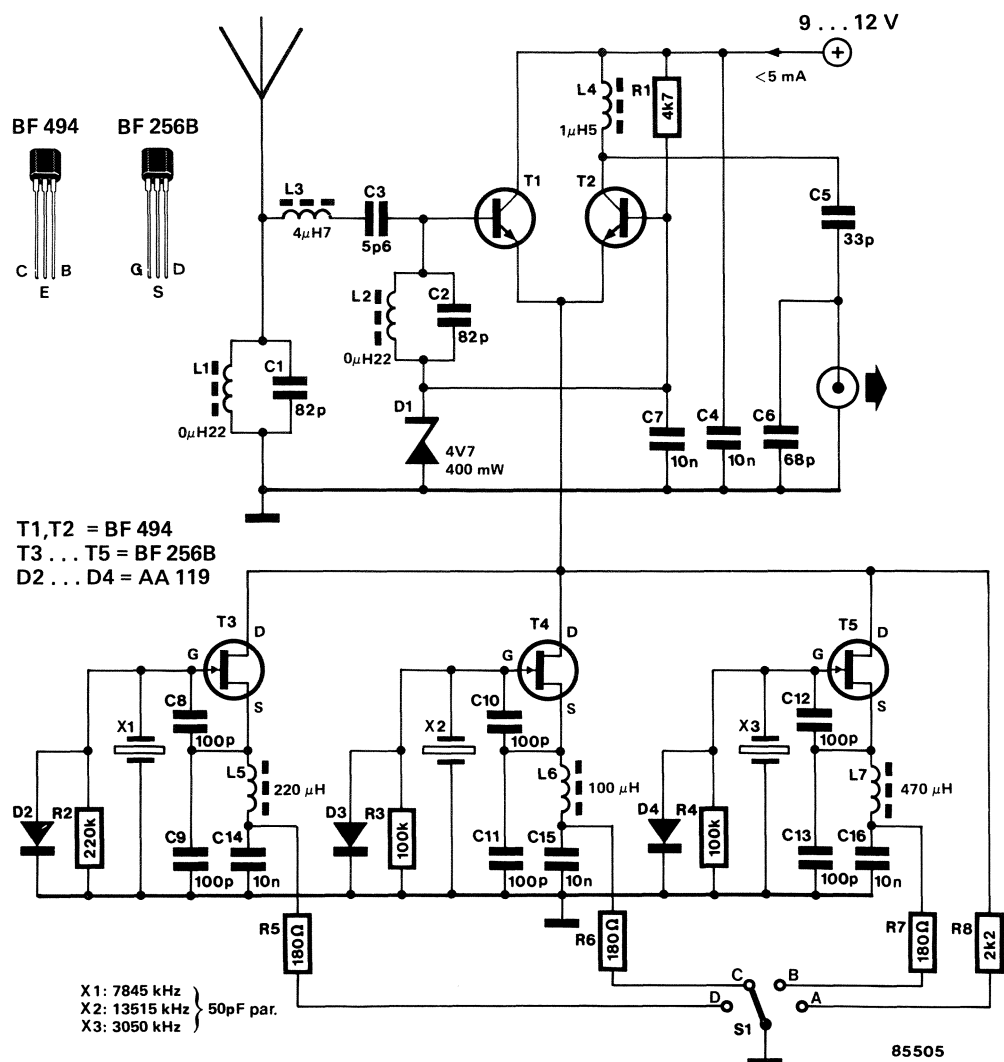 9 ... 12 V
+
<5 mA
L4
1μH5
R1
4k7
BF 494
BF 256B
C
E
B
G
S
D
L3
4μH7
C3
5p6
T1
T2
C5
33p
L2
0μH22
C2
82p
L1
0μH22
C1
82p
D1
4V7
400 mW
C7
10n
C4
10n
C6
68p
T1,T2 = BF 494
T3 ... T5 = BF 256B
D2 ... D4 = AA 119
T3
D
G
S
T4
D
G
S
T5
D
G
S
X1
C8
100p
X2
C10
100p
X3
C12
100p
L5
220 μH
L6
100 μH
L7
470 μH
D2
R2
220k
C9
100p
C14
10n
D3
R3
100k
C11
100p
C15
10n
D4
R4
100k
C13
100p
C16
10n
R5
180Ω
R6
180Ω
R7
180Ω
R8
2k2
X1: 7845 kHz
X2: 13515 kHz } 50pF par.
X3: 3050 kHz
D
C
B
A
S1
85505